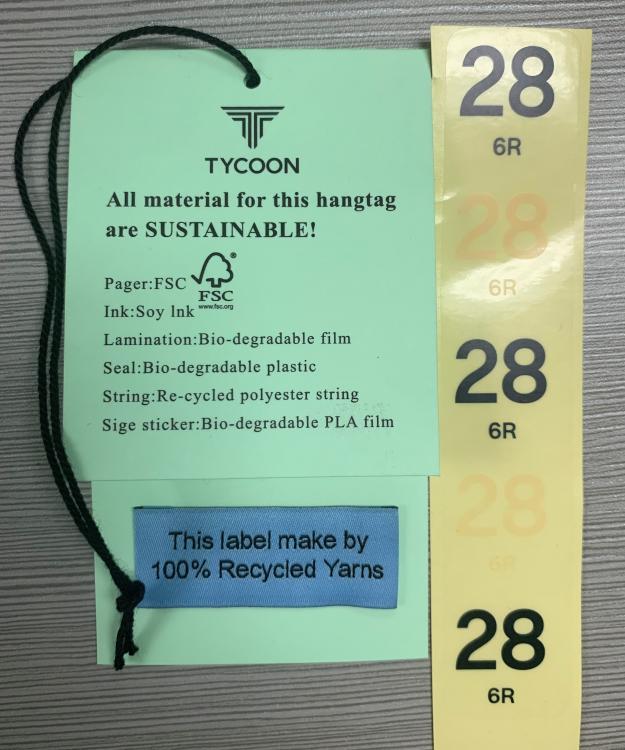 TYCOON
All material for this hangtag
are SUSTAINABLE!
Pager:FSC
FSC
®
www.fsc.org
Ink:Soy lnk
Lamination:Bio-degradable film
Seal:Bio-degradable plastic
String:Re-cycled polyester string
Sige sticker:Bio-degradable PLA film
This label make by
100% Recycled Yarns
28
6R
28
6R
28
6R
28
6R
28
6R